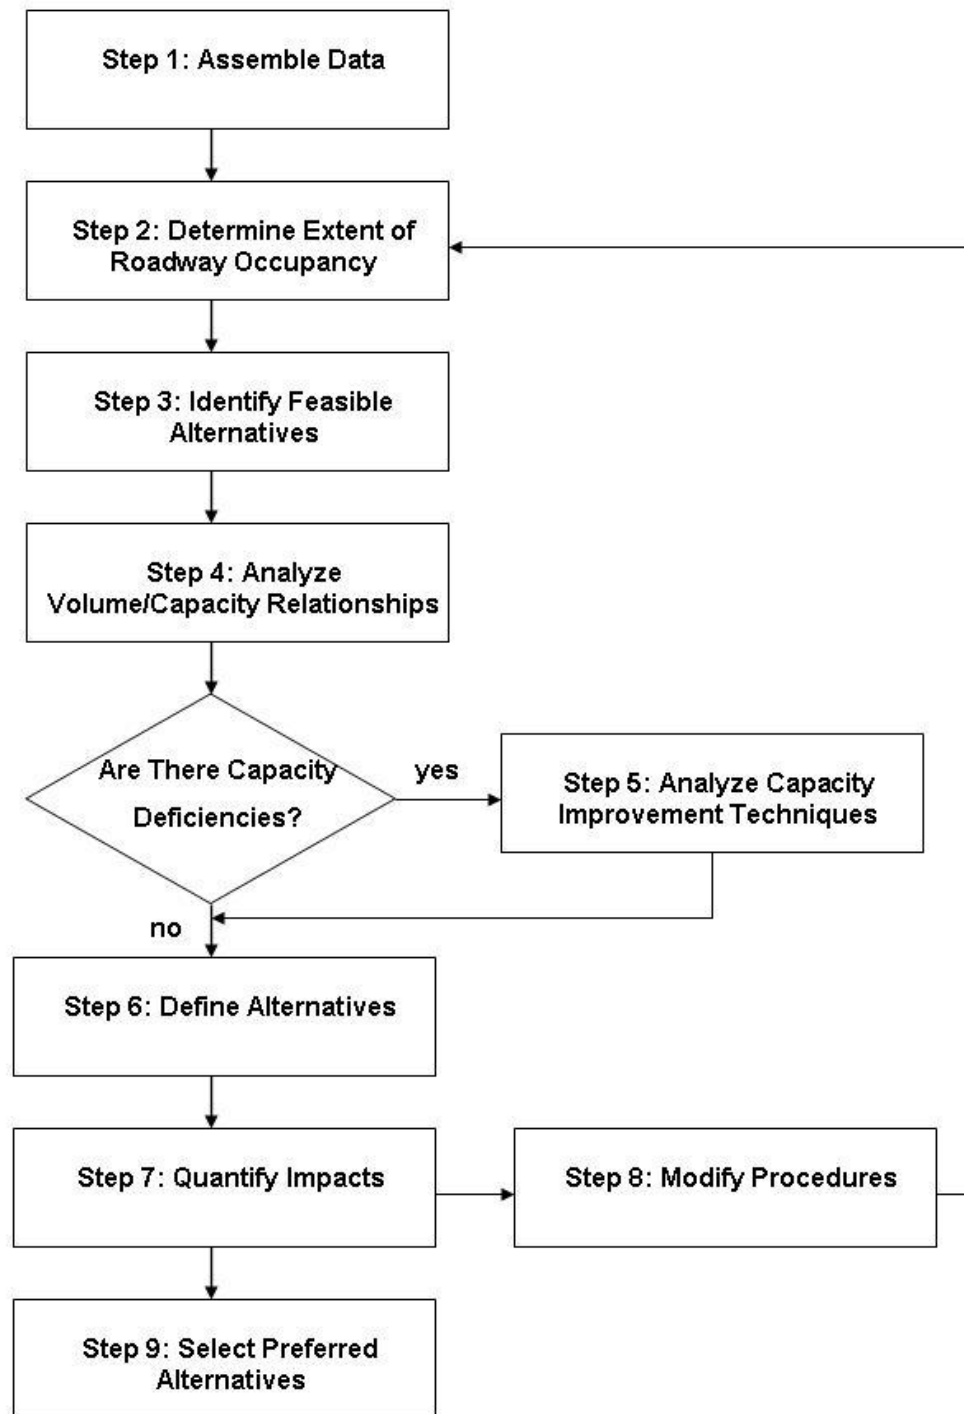 Step 1: Assemble Data
Step 2: Determine Extent of
Roadway Occupancy
Step 3: Identify Feasible
Alternatives
Step 4: Analyze
Volume/Capacity Relationships
Are There Capacity
Deficiencies?
yes
Step 5: Analyze Capacity
Improvement Techniques
no
Step 6: Define Alternatives
Step 7: Quantify Impacts
Step 8: Modify Procedures
Step 9: Select Preferred
Alternatives